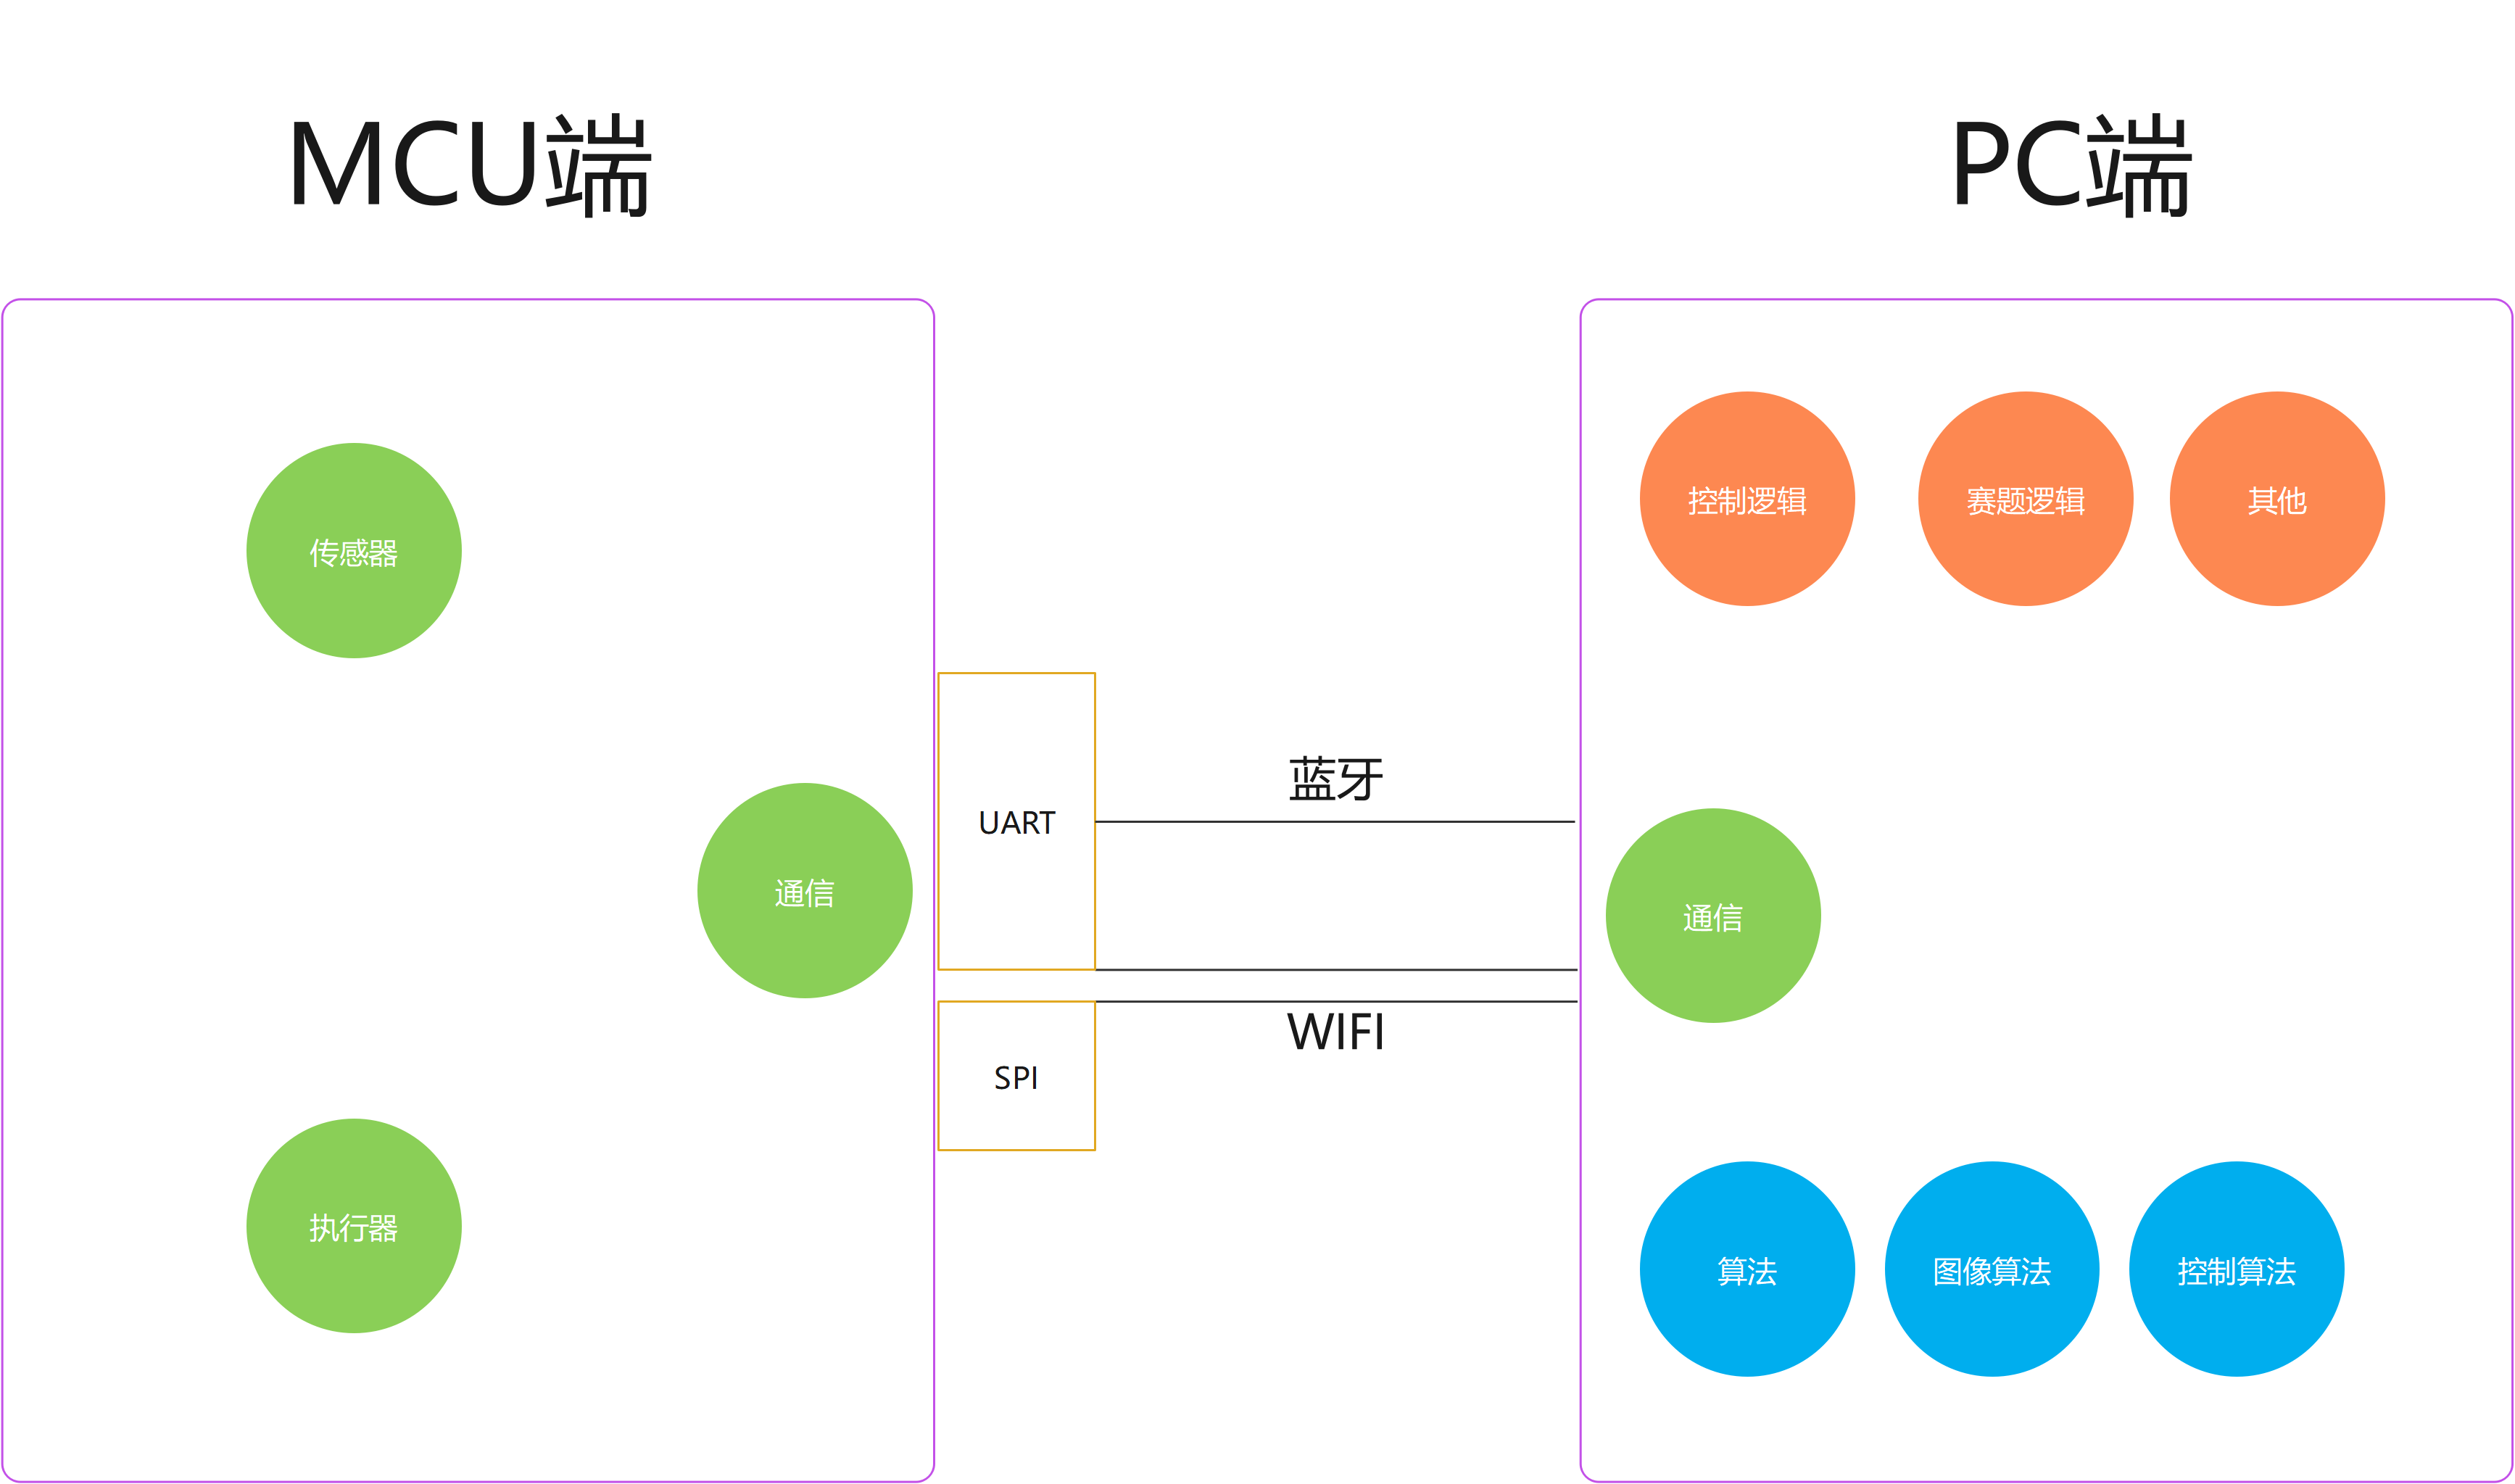 MCU端
PC端
控制逻辑
赛题逻辑
其他
传感器
蓝牙
UART
通信
通信
WIFI
SPI
执行器
算法
图像算法
控制算法